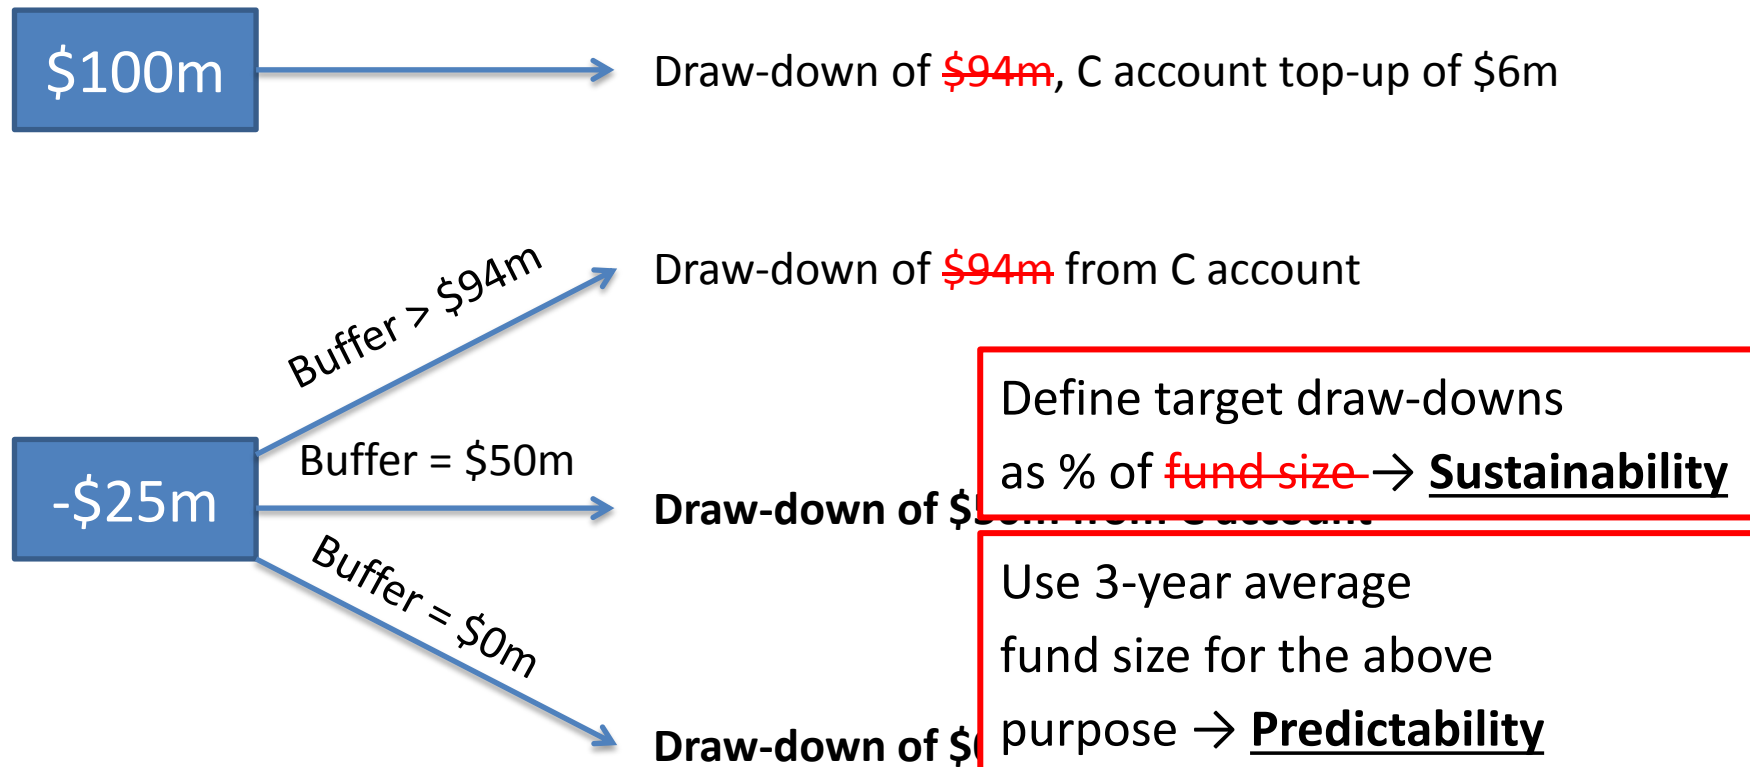 $100m
Draw-down of $94m, C account top-up of $6m
Buffer > $94m
Draw-down of $94m from C account
-$25m
Buffer = $50m
Draw-down of
Buffer = $0m
Draw-down of
Define target draw-downs
as % of fund size → Sustainability
Use 3-year average
fund size for the above
purpose → Predictability